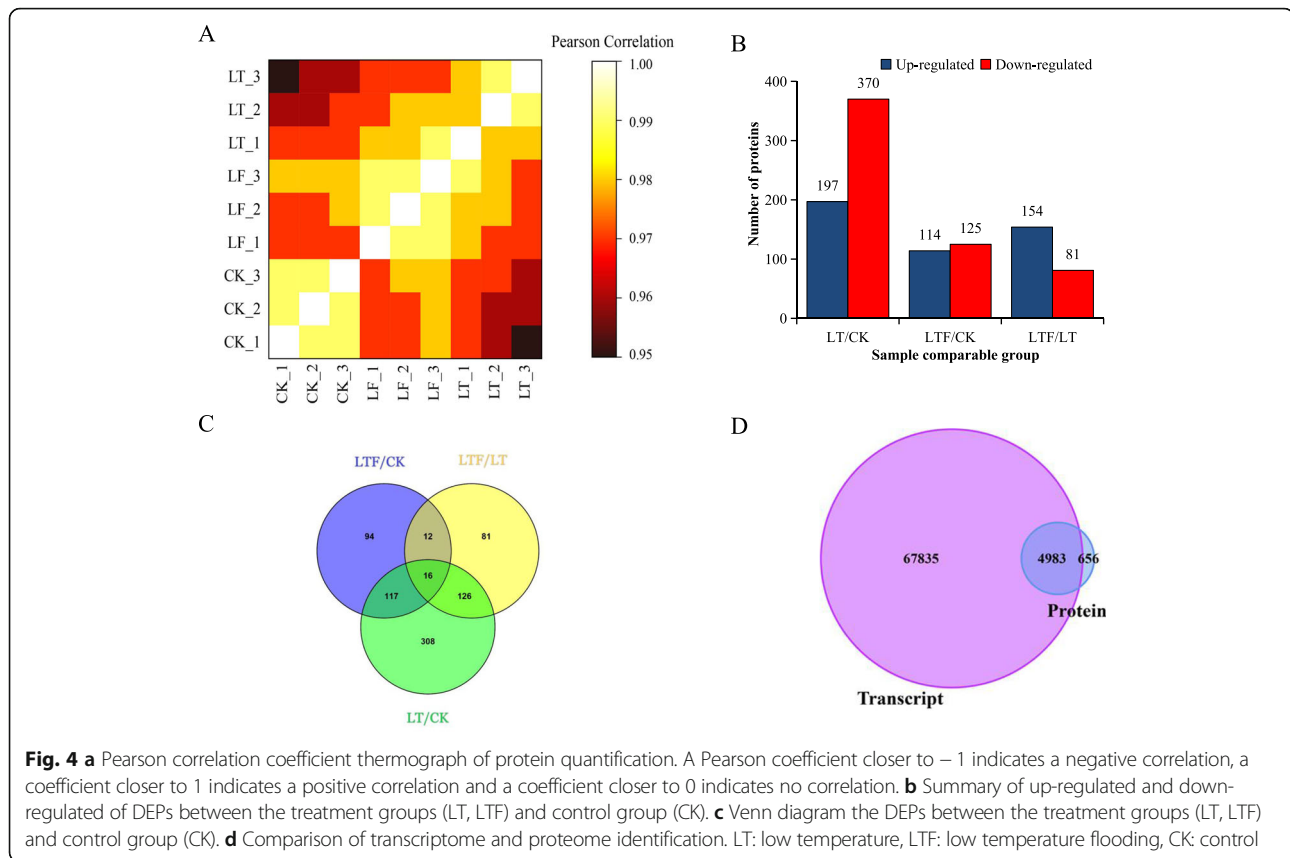 A
Pearson Correlation
LT_3
LT_2
LT_1
LF_3
LF_2
LF_1
CK_3
CK_2
CK_1
CK_1
CK_2
CK_3
LF_1
LF_2
LF_3
LT_1
LT_2
LT_3
1.00
0.99
0.98
0.97
0.96
0.95
B
Up-regulated Down-regulated
Number of proteins
400
300
200
100
0
197
370
114
125
154
81
LT/CK LTF/CK LTF/LT
Sample comparable group
C
LTF/CK LTF/LT
94 12 81
16
117 126
308
LT/CK
D
67835 4983 656
Protein
Transcript
Fig. 4 a Pearson correlation coefficient thermograph of protein quantification. A Pearson coefficient closer to − 1 indicates a negative correlation, a
coefficient closer to 1 indicates a positive correlation and a coefficient closer to 0 indicates no correlation. b Summary of up-regulated and down-
regulated of DEPs between the treatment groups (LT, LTF) and control group (CK). c Venn diagram the DEPs between the treatment groups (LT, LTF)
and control group (CK). d Comparison of transcriptome and proteome identification. LT: low temperature, LTF: low temperature flooding, CK: control